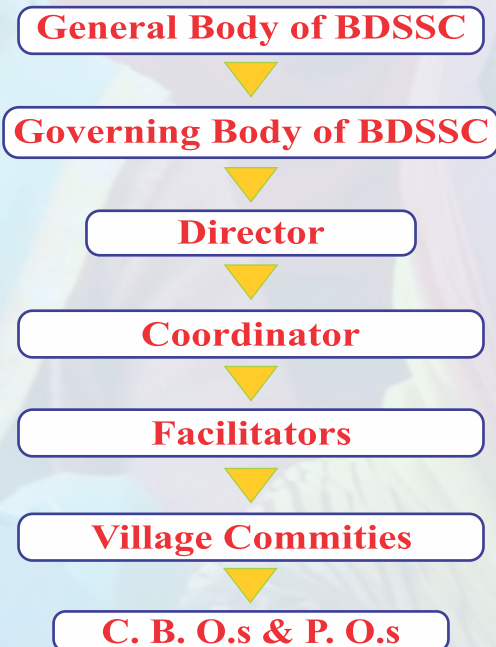 General Body of BDSSC
Governing Body of BDSSC
Director
Coordinator
Facilitators
Village Commities
C. B. O.s & P. O.s